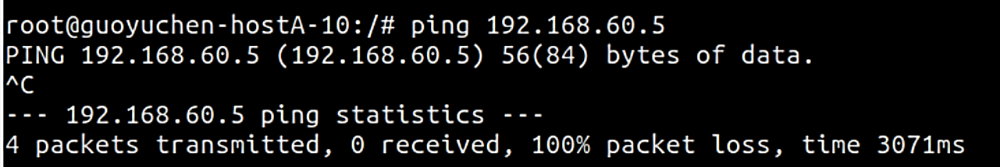 root@guoyuchen-hostA-10:/# ping 192.168.60.5
PING 192.168.60.5 (192.168.60.5) 56(84) bytes of data.
^C
--- 192.168.60.5 ping statistics ---
4 packets transmitted, 0 received, 100% packet loss, time 3071ms